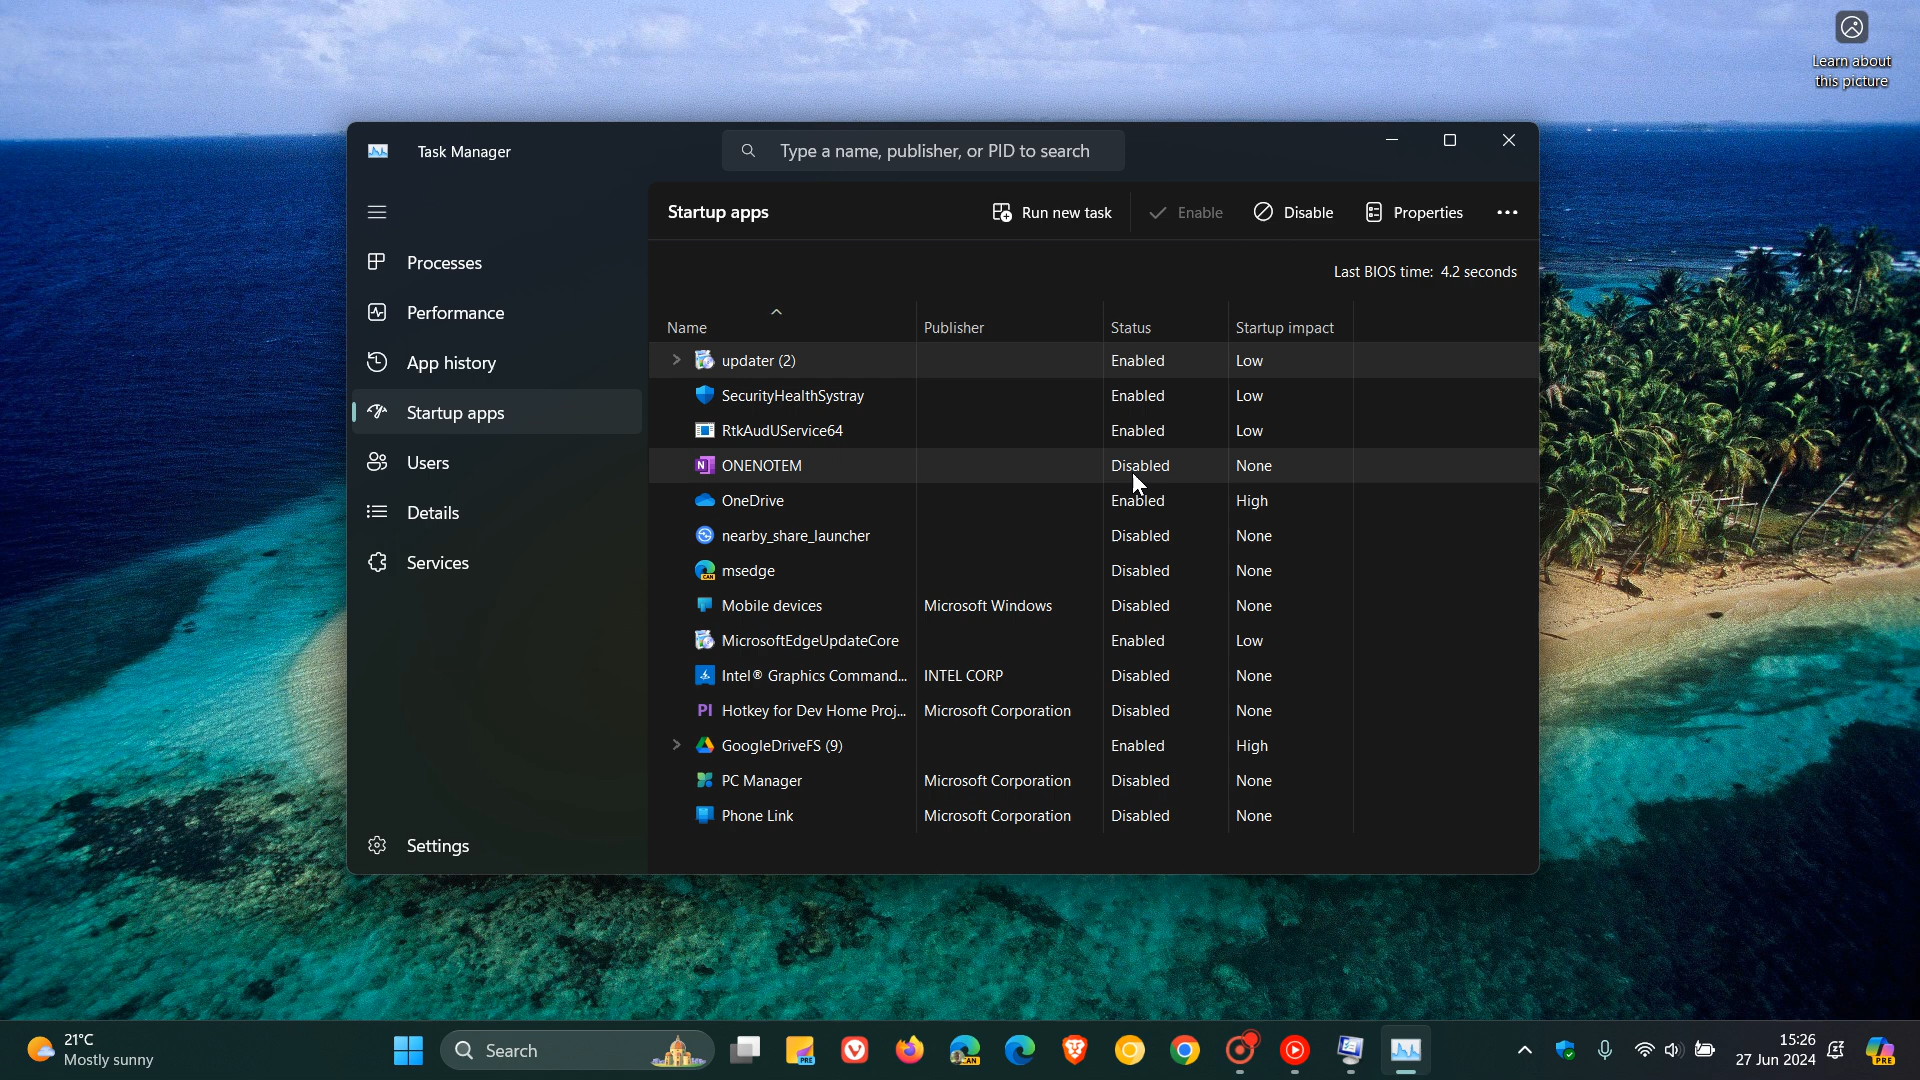 Learn about
this picture
Task Manager
Type a name, publisher, or PID to search
Startup apps
Run new task
Enable
Disable
Properties
Processes
Performance
App history
Startup apps
Users
Details
Services
Settings
Last BIOS time: 4.2 seconds
Name Publisher Status Startup impact
updater (2) Enabled Low
SecurityHealthSystray Enabled Low
RtkAudUService64 Enabled Low
ONENOTEM Disabled None
OneDrive Enabled High
nearby_share_launcher Disabled None
msedge Disabled None
Mobile devices Microsoft Windows Disabled None
MicrosoftEdgeUpdateCore Enabled Low
Intel® Graphics Command... INTEL CORP Disabled None
PI Hotkey for Dev Home Proj... Microsoft Corporation Disabled None
GoogleDriveFS (9) Enabled High
PC Manager Microsoft Corporation Disabled None
Phone Link Microsoft Corporation Disabled None
21°C
Mostly sunny
Search
PRE
CAN
15:26
27 Jun 2024
PRE